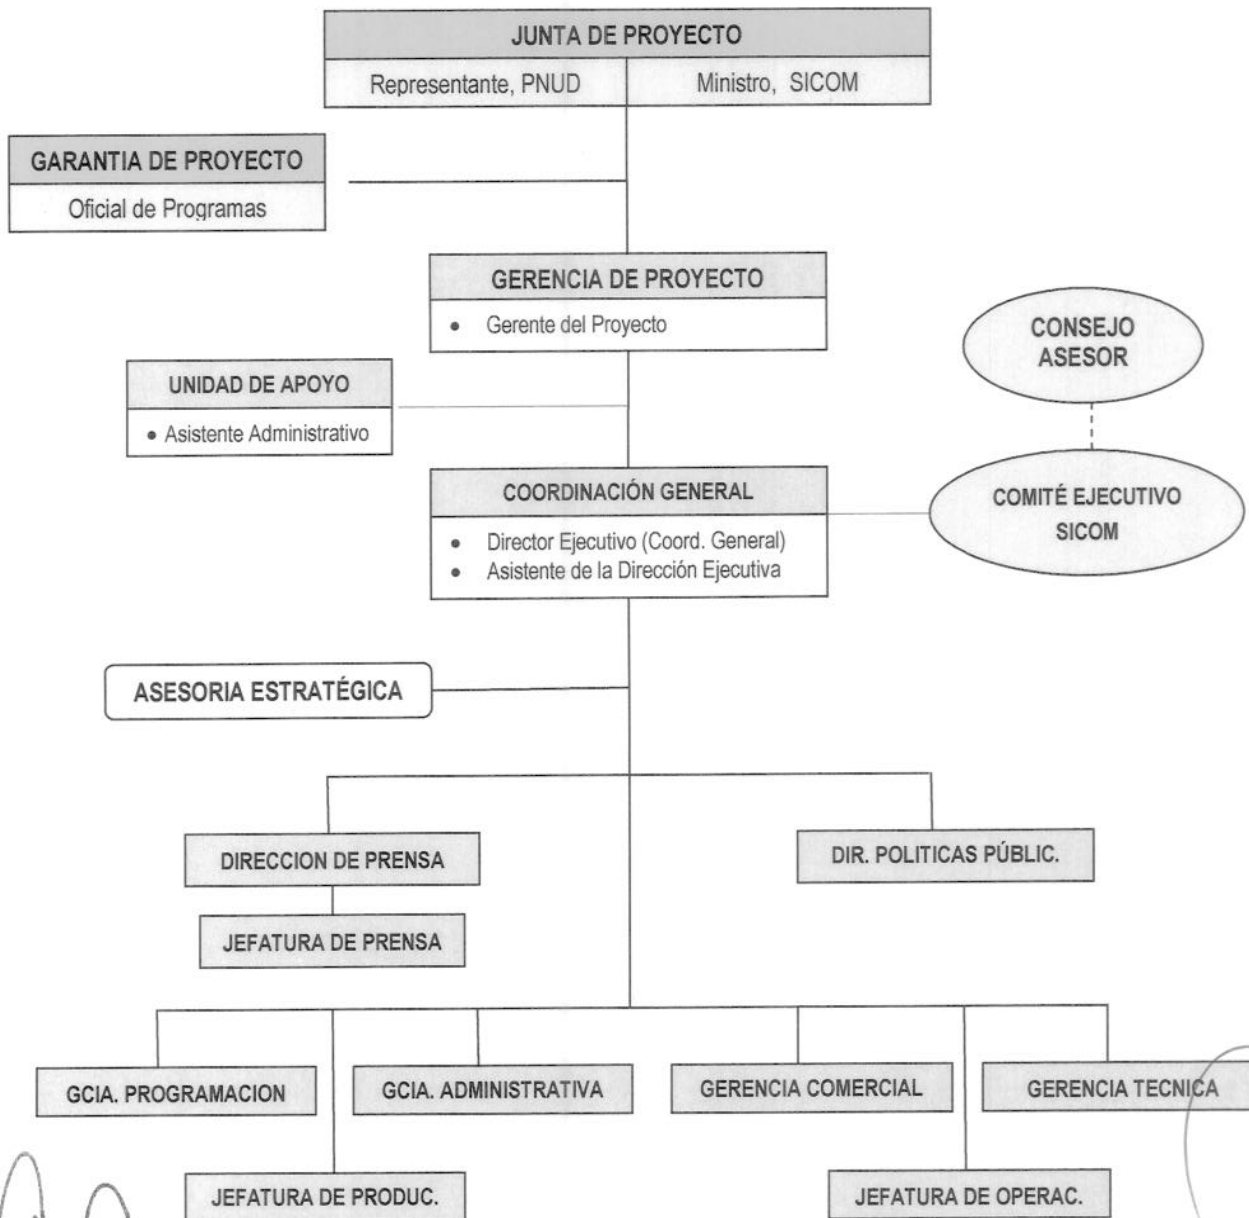 JUNTA DE PROYECTO
Representante, PNUD
Ministro, SICOM
GARANTIA DE PROYECTO
Oficial de Programas
GERENCIA DE PROYECTO
• Gerente del Proyecto
CONSEJO
ASESOR
UNIDAD DE APOYO
• Asistente Administrativo
COORDINACIÓN GENERAL
• Director Ejecutivo (Coord. General)
• Asistente de la Dirección Ejecutiva
COMITÉ EJECUTIVO
SICOM
ASESORIA ESTRATÉGICA
DIRECCION DE PRENSA
DIR. POLITICAS PÚBLIC.
JEFATURA DE PRENSA
GCIA. PROGRAMACION
GCIA. ADMINISTRATIVA
GERENCIA COMERCIAL
GERENCIA TECNICA
JEFATURA DE PRODUC.
JEFATURA DE OPERAC.